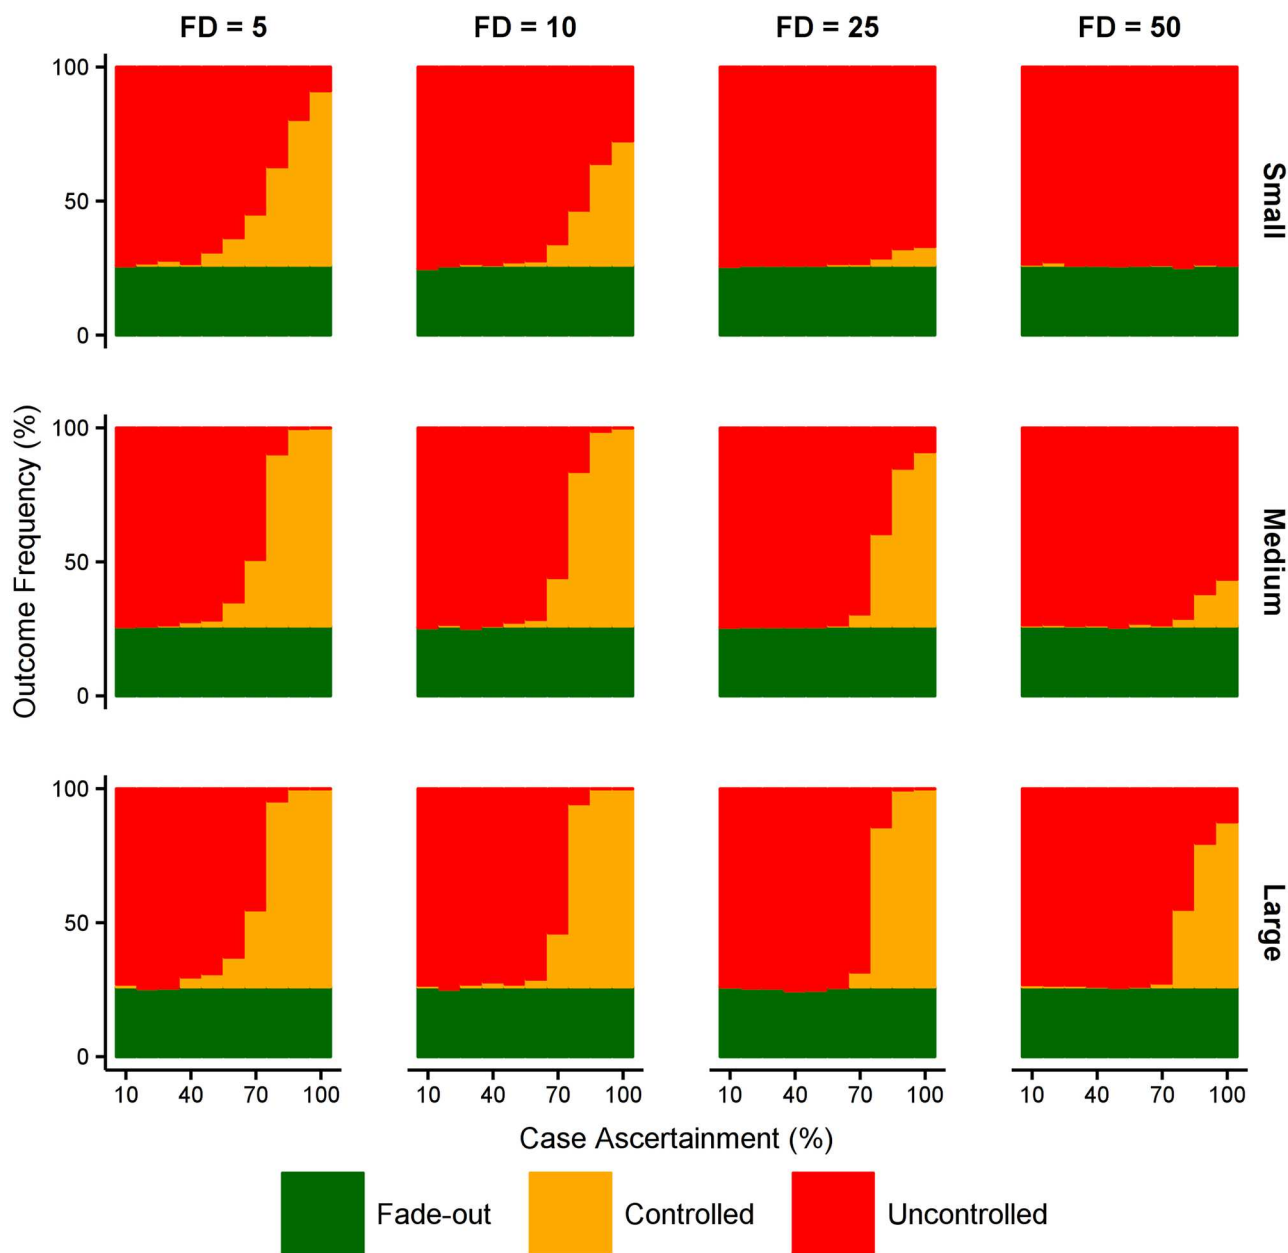 FD = 5 FD = 10 FD = 25 FD = 50
100
50
0
Small
100
50
0
Medium
100
50
0
Large
Outcome Frequency (%)
10 40 70 100 10 40 70 100 10 40 70 100 10 40 70 100
Case Ascertainment (%)
Fade-out Controlled Uncontrolled